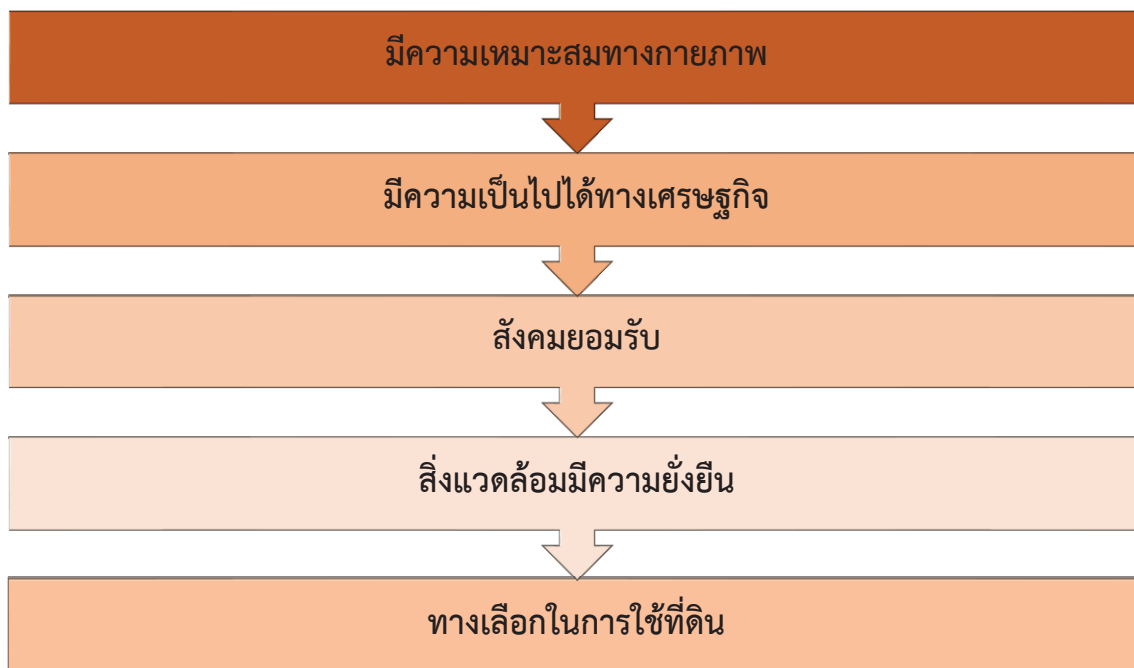 มีความเหมาะสมทางกายภาพ
มีความเป็นไปได้ทางเศรษฐกิจ
สังคมยอมรับ
สิ่งแวดล้อมมีความยั่งยืน
ทางเลือกในการใช้ที่ดิน